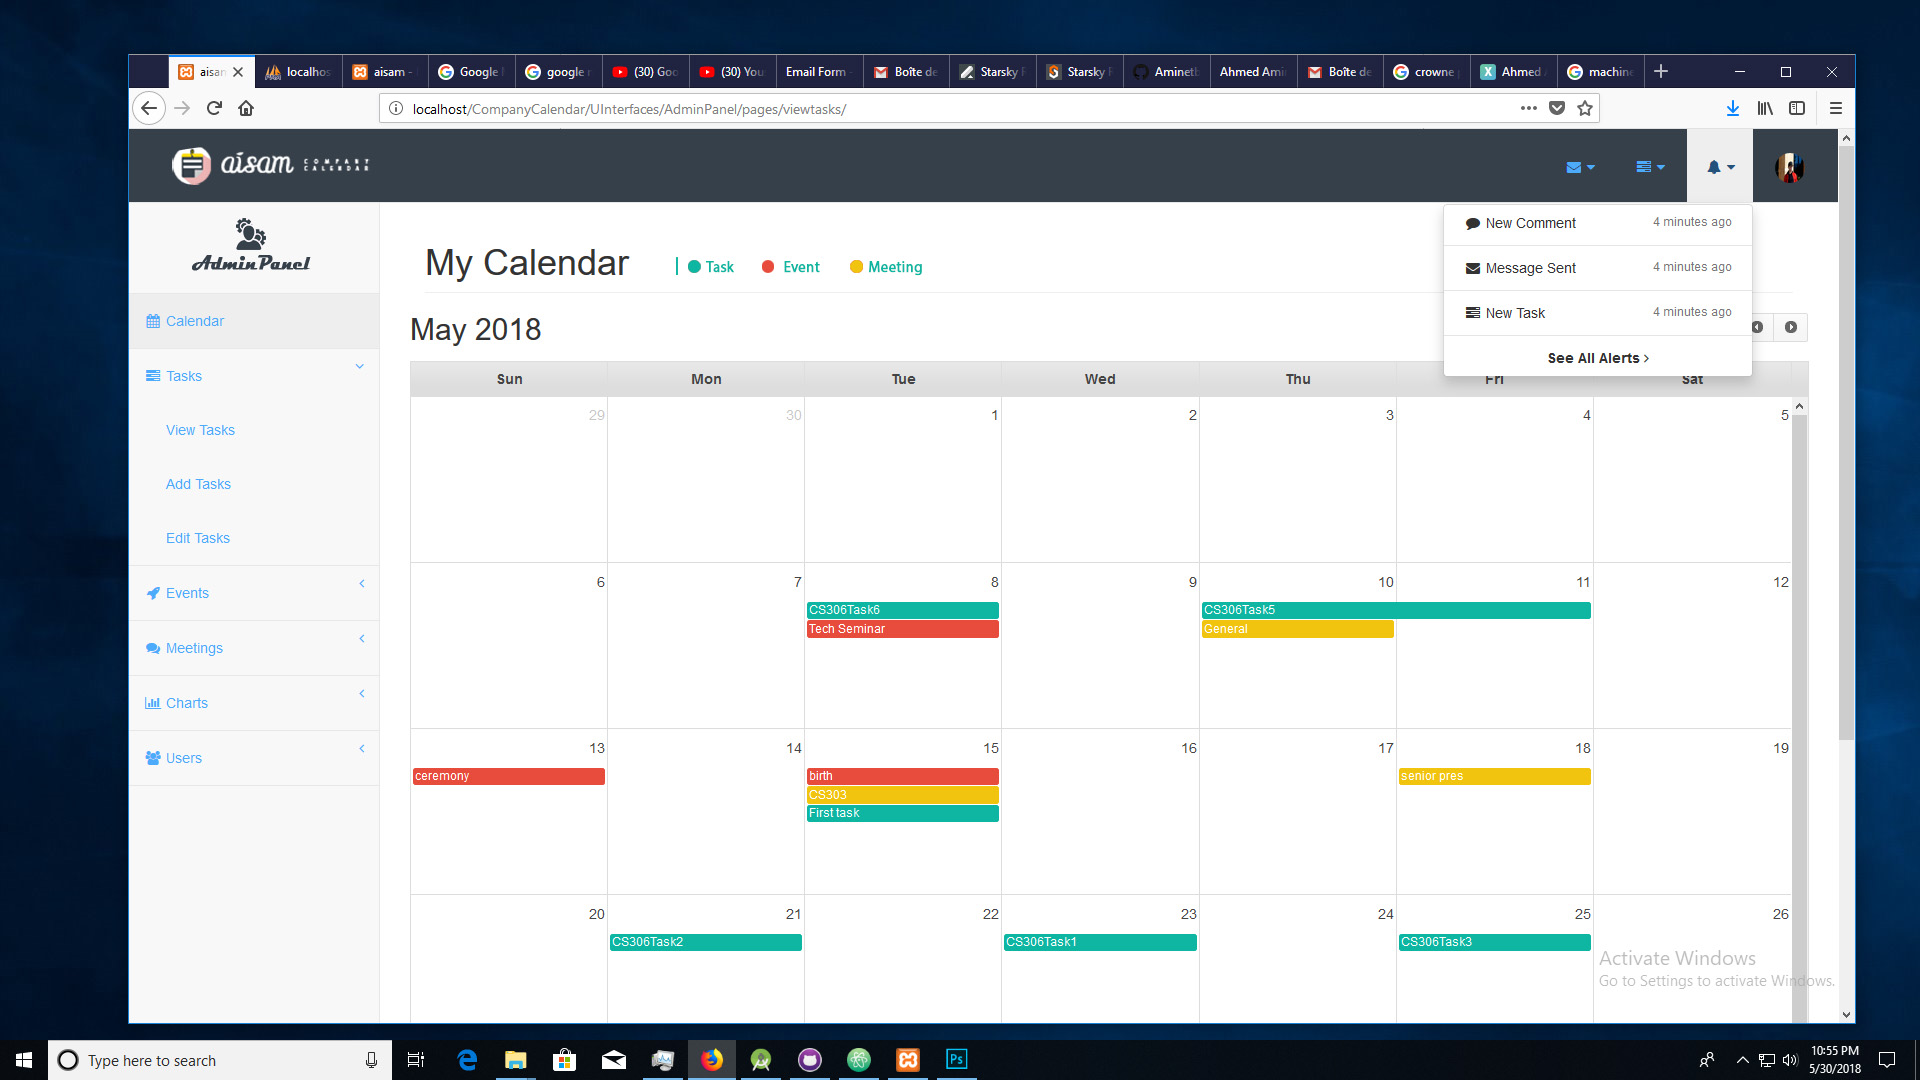 aisam
localhos
aisam -
Google
google r
(30) Goo
(30) You
Email Form -
Boîte de
Starsky R
Starsky R
Aminetb
Ahmed Ami
Boîte de
crowne p
Ahmed A
machine
localhost/CompanyCalendar/UInterfaces/AdminPanel/pages/viewtasks/
aisam COMPANY CALENDAR
AdminPanel
Calendar
Tasks
View Tasks
Add Tasks
Edit Tasks
Events
Meetings
Charts
Users
My Calendar
Task
Event
Meeting
New Comment 4 minutes ago
Message Sent 4 minutes ago
New Task 4 minutes ago
See All Alerts
May 2018
Sun Mon Tue Wed Thu Fri Sat
29 30 1 2 3 4 5
6 7 8 9 10 11 12
CS306Task6 CS306Task5
Tech Seminar General
13 14 15 16 17 18 19
ceremony birth senior pres
CS303
First task
20 21 22 23 24 25 26
CS306Task2 CS306Task1 CS306Task3
Activate Windows
Go to Settings to activate Windows.
Type here to search
Ps
10:55 PM
5/30/2018